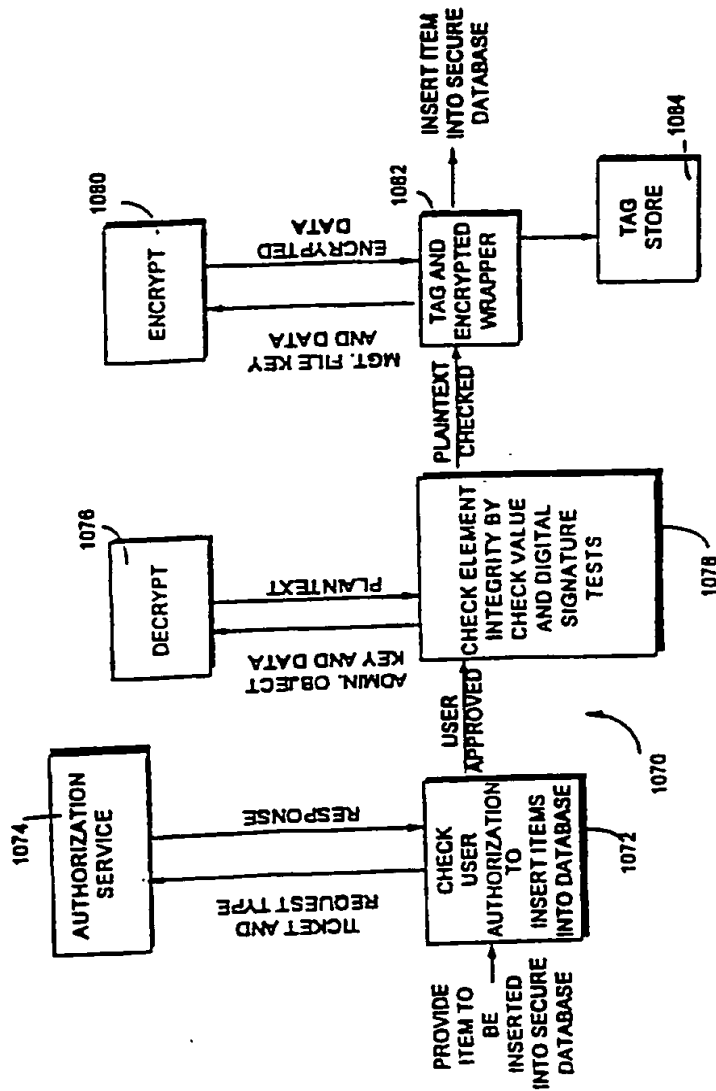 1074
AUTHORIZATION
SERVICE
TICKET AND
REQUEST TYPE
RESPONSE
PROVIDE
ITEM TO
BE
INSERTED
INTO SECURE
DATABASE
CHECK
USER
AUTHORIZATION
TO
INSERT ITEMS
INTO DATABASE
1072
1070
USER
APPROVED
1076
DECRYPT
ADMIN. OBJECT
KEY AND DATA
PLAINTEXT
CHECK ELEMENT
INTEGRITY BY
CHECK VALUE
AND DIGITAL
SIGNATURE
TESTS
1078
PLAINTEXT
CHECKED
1080
ENCRYPT
MGT. FILE KEY
AND DATA
ENCRYPTED
DATA
1082
TAG AND
ENCRYPTED
WRAPPER
INSERT ITEM
INTO SECURE
DATABASE
TAG
STORE
1084